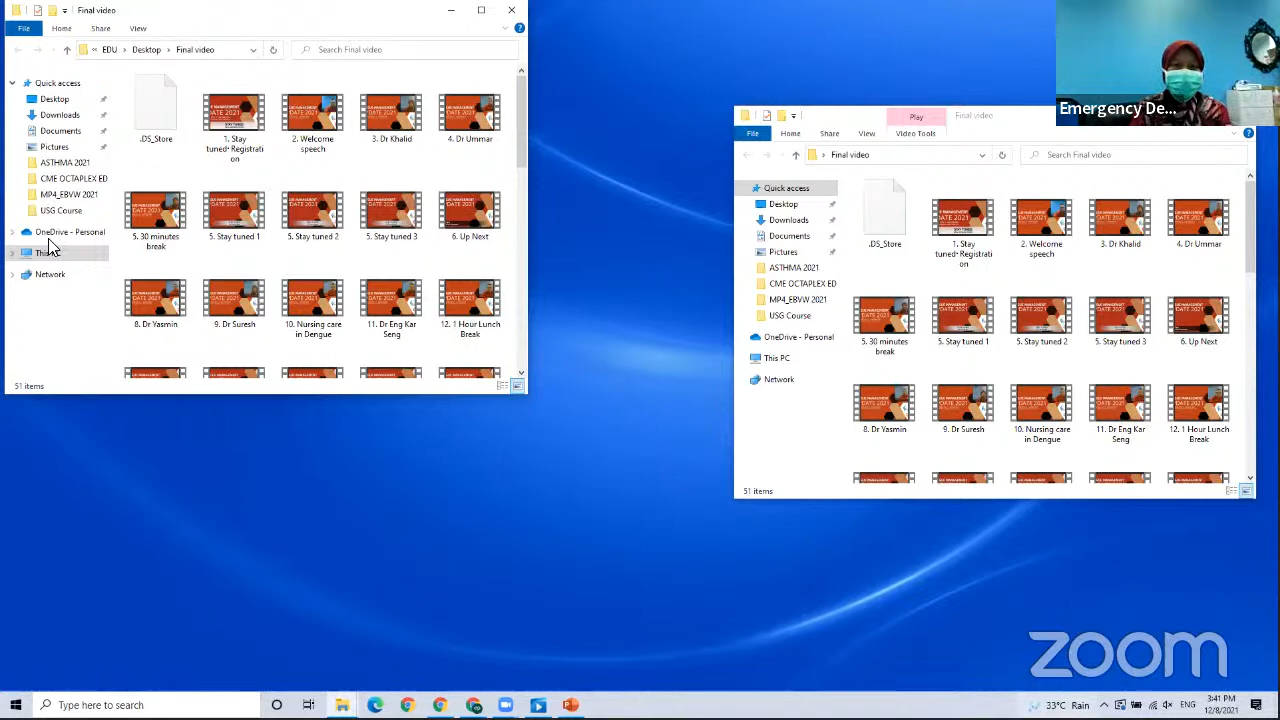 Final video
File
Home
Share
View
« EDU > Desktop > Final video
Search Final video
Quick access
Desktop
Downloads
Documents
Pictures
ASTHMA 2021
CME OCTAPLEX ED
MP4_EBVW 2021
USG Course
OneDrive - Personal
This
Network
.DS_Store
1. Stay
tuned• Registrati
on
2. Welcome
speech
3. Dr Khalid
4. Dr Ummar
5. 30 minutes
break
5. Stay tuned 1
5. Stay tuned 2
5. Stay tuned 3
6. Up Next
8. Dr Yasmin
9. Dr Suresh
10. Nursing care
in Dengue
11. Dr Eng Kar
Seng
12. 1 Hour Lunch
Break
51 items
Emergency De...
Play
Final video
File
Home
Share
View
Video Tools
> Final video
Search Final video
Quick access
Desktop
Downloads
Documents
Pictures
ASTHMA 2021
CME OCTAPLEX ED
MP4_EBVW 2021
USG Course
OneDrive - Personal
This PC
Network
.DS_Store
1. Stay
tuned• Registrati
on
2. Welcome
speech
3. Dr Khalid
4. Dr Ummar
5. 30 minutes
break
5. Stay tuned 1
5. Stay tuned 2
5. Stay tuned 3
6. Up Next
8. Dr Yasmin
9. Dr Suresh
10. Nursing care
in Dengue
11. Dr Eng Kar
Seng
12. 1 Hour Lunch
Break
51 items
zoom
Type here to search
33°C Rain
ENG
3:41 PM
12/8/2021